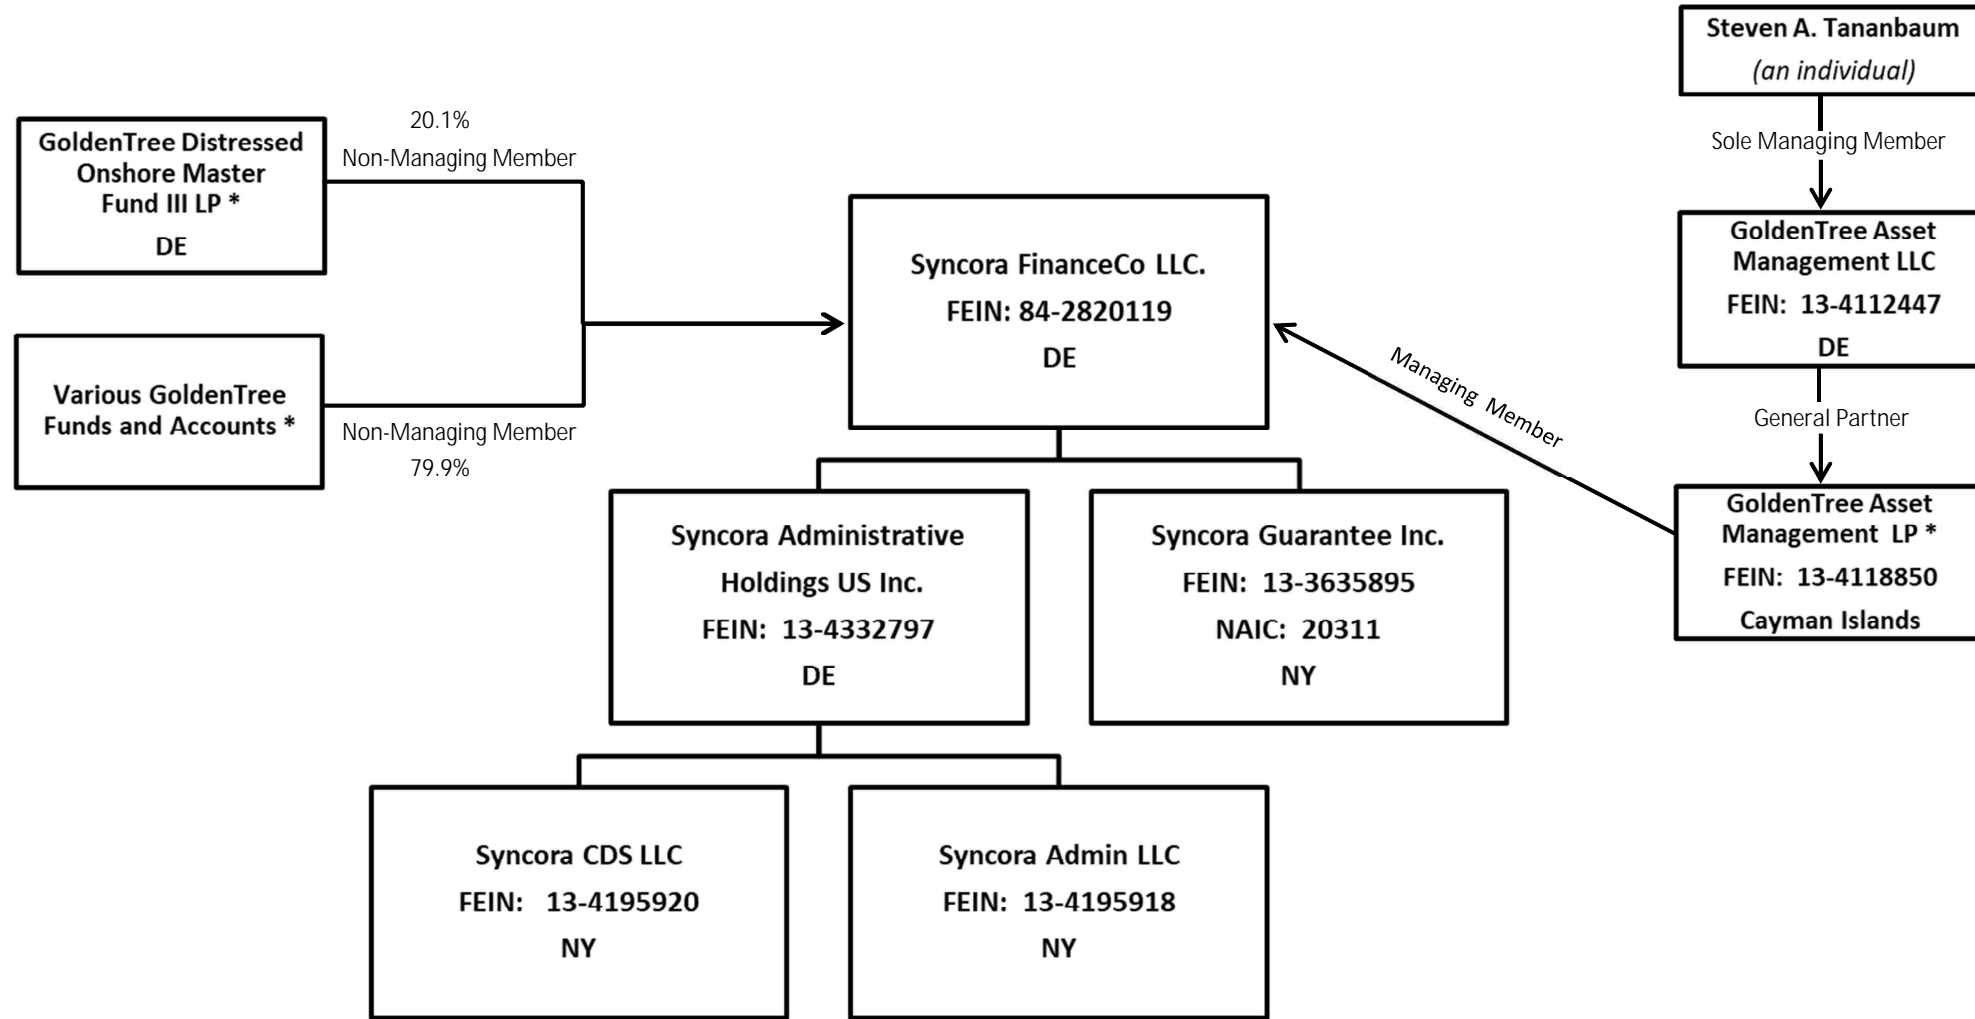 Steven A. Tananbaum
(an individual)
Sole Managing Member
GoldenTree Asset
Management LLC
FEIN: 13-4112447
DE
General Partner
GoldenTree Asset
Management LP *
FEIN: 13-4118850
Cayman Islands
Managing Member
GoldenTree Distressed
Onshore Master
Fund III LP *
DE
20.1%
Non-Managing Member
Various GoldenTree
Funds and Accounts *
Non-Managing Member
79.9%
Syncora FinanceCo LLC.
FEIN: 84-2820119
DE
Syncora Administrative
Holdings US Inc.
FEIN: 13-4332797
DE
Syncora Guarantee Inc.
FEIN: 13-3635895
NAIC: 20311
NY
Syncora CDS LLC
FEIN: 13-4195920
NY
Syncora Admin LLC
FEIN: 13-4195918
NY